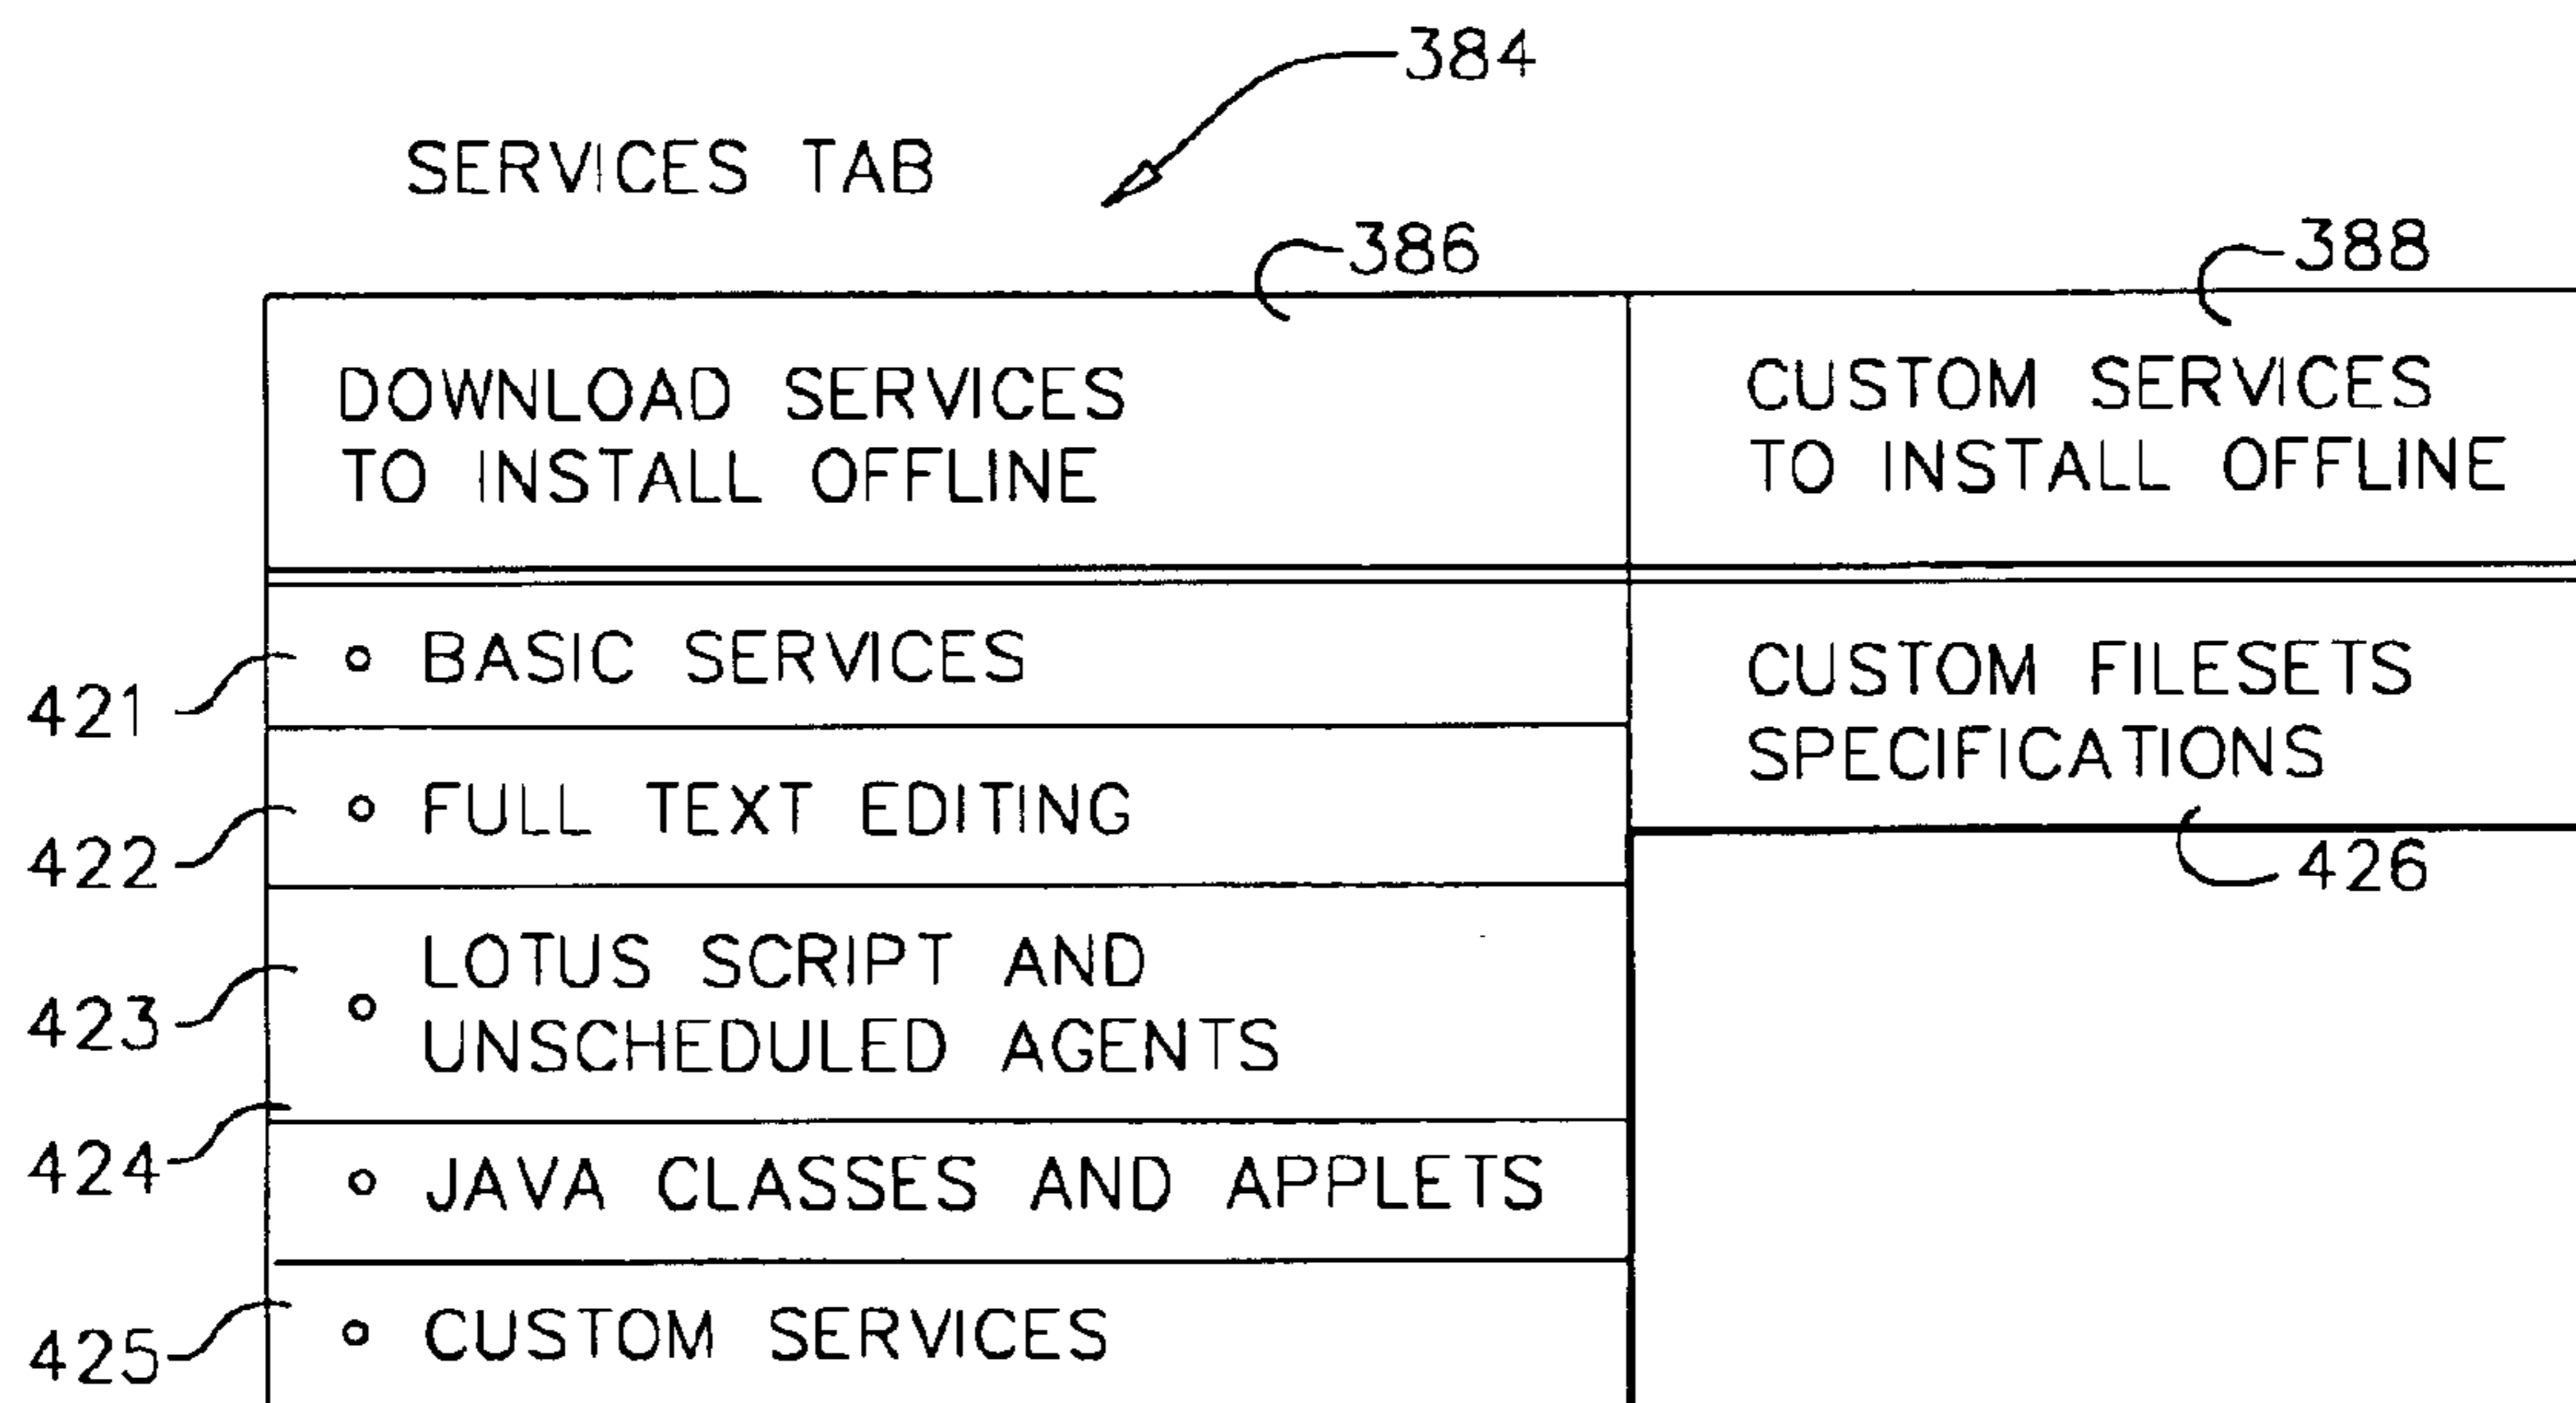 384
SERVICES TAB
386
388
DOWNLOAD SERVICES
TO INSTALL OFFLINE
CUSTOM SERVICES
TO INSTALL OFFLINE
421
BASIC SERVICES
CUSTOM FILESETS
SPECIFICATIONS
426
422
FULL TEXT EDITING
423
LOTUS SCRIPT AND
UNSCHEDULED AGENTS
424
JAVA CLASSES AND APPLETS
425
CUSTOM SERVICES